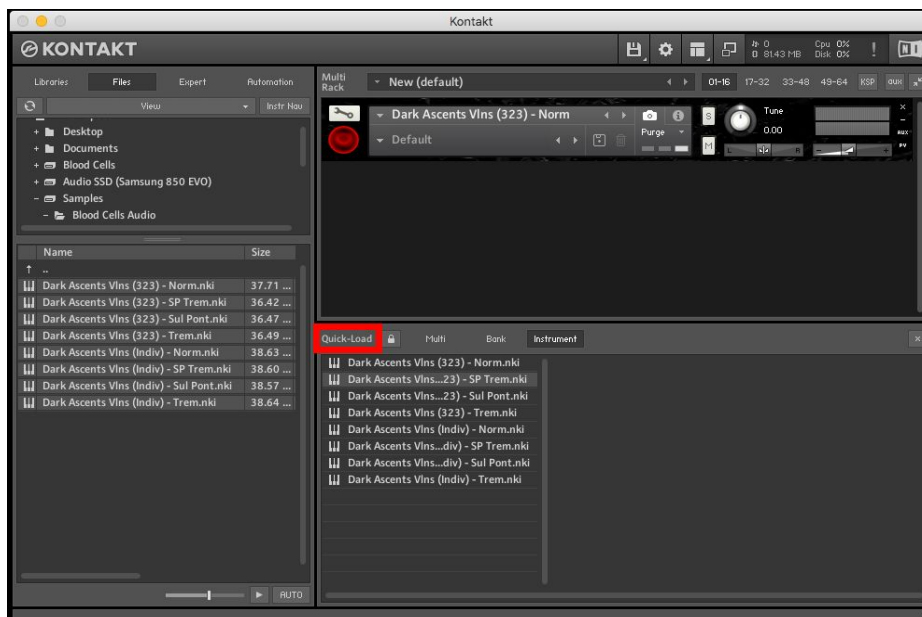 Kontakt
KONTAKT
0
0 81.43 MB
Cpu 0%
Disk 0%
!
Libraries Files Expert Automation
View Instr Nav
+ Desktop
+ Documents
+ Blood Cells
+ Audio SSD (Samsung 850 EVO)
- Samples
- Blood Cells Audio
Name Size
↑ ..
Dark Ascents Vlns (323) - Norm.nki 37.71 ...
Dark Ascents Vlns (323) - SP Trem.nki 36.42 ...
Dark Ascents Vlns (323) - Sul Pont.nki 36.47 ...
Dark Ascents Vlns (323) - Trem.nki 36.49 ...
Dark Ascents Vlns (Indiv) - Norm.nki 38.63 ...
Dark Ascents Vlns (Indiv) - SP Trem.nki 38.60 ...
Dark Ascents Vlns (Indiv) - Sul Pont.nki 38.57 ...
Dark Ascents Vlns (Indiv) - Trem.nki 38.64 ...
AUTO
Multi
Rack
New (default) 01-16 17-32 33-48 49-64 KSP aux
Dark Ascents Vlns (323) - Norm
Default
Purge
S
M
Tune
0.00
L R
- +
×
-
aux
pv
Quick-Load Multi Bank Instrument ×
Dark Ascents Vlns (323) - Norm.nki
Dark Ascents Vlns...23) - SP Trem.nki
Dark Ascents Vlns...23) - Sul Pont.nki
Dark Ascents Vlns (323) - Trem.nki
Dark Ascents Vlns (Indiv) - Norm.nki
Dark Ascents Vlns...div) - SP Trem.nki
Dark Ascents Vlns...div) - Sul Pont.nki
Dark Ascents Vlns (Indiv) - Trem.nki